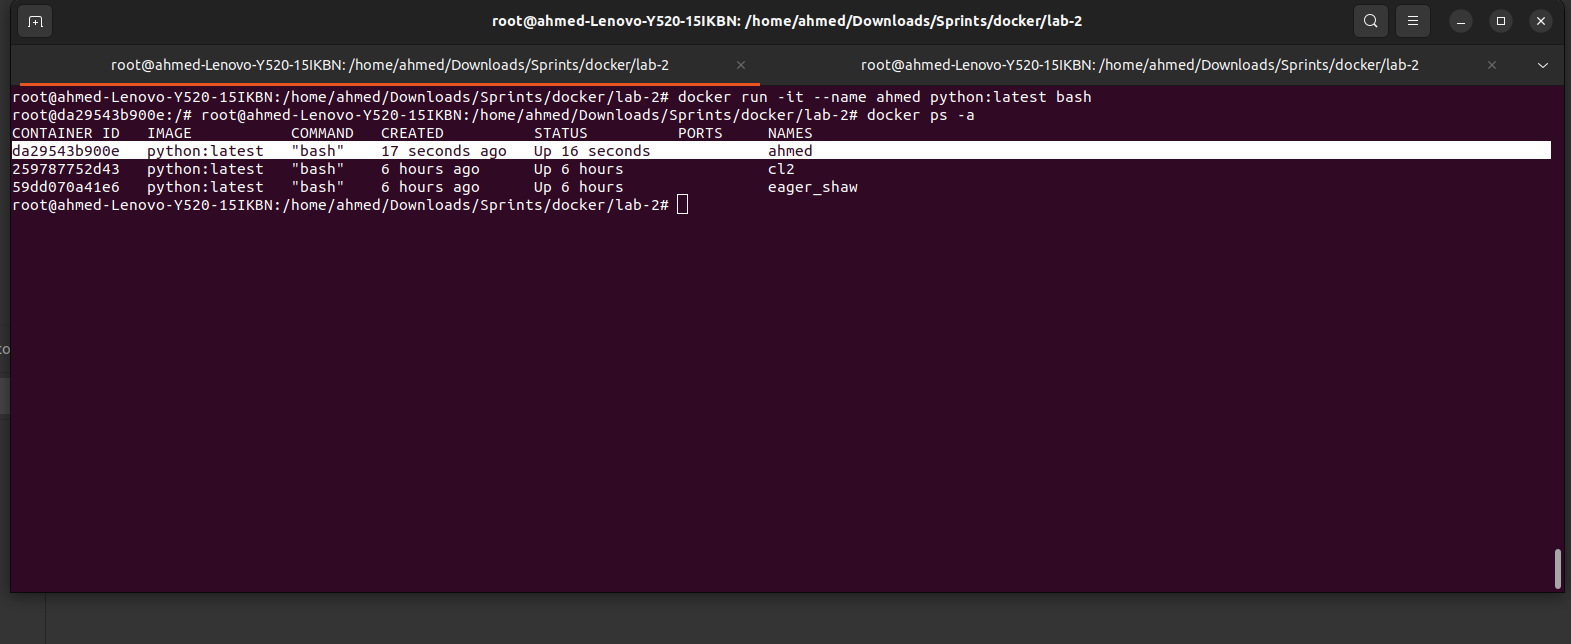 root@ahmed-Lenovo-Y520-15IKBN: /home/ahmed/Downloads/Sprints/docker/lab-2
root@ahmed-Lenovo-Y520-15IKBN: /home/ahmed/Downloads/Sprints/docker/lab-2 × root@ahmed-Lenovo-Y520-15IKBN: /home/ahmed/Downloads/Sprints/docker/lab-2 ×
root@ahmed-Lenovo-Y520-15IKBN:/home/ahmed/Downloads/Sprints/docker/lab-2# docker run -it --name ahmed python:latest bash
root@da29543b900e:/# root@ahmed-Lenovo-Y520-15IKBN:/home/ahmed/Downloads/Sprints/docker/lab-2# docker ps -a
CONTAINER ID   IMAGE           COMMAND   CREATED          STATUS          PORTS     NAMES
da29543b900e   python:latest   "bash"    17 seconds ago   Up 16 seconds             ahmed
259787752d43   python:latest   "bash"    6 hours ago      Up 6 hours                cl2
59dd070a41e6   python:latest   "bash"    6 hours ago      Up 6 hours                eager_shaw
root@ahmed-Lenovo-Y520-15IKBN:/home/ahmed/Downloads/Sprints/docker/lab-2#